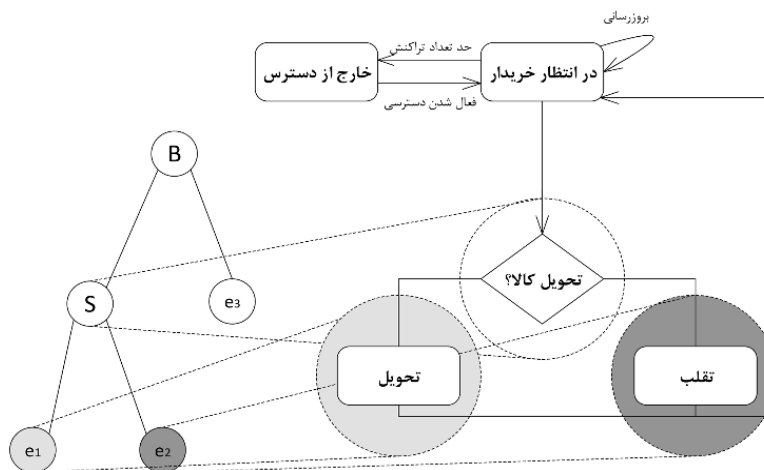 بروزرسانی
در انتظار خریدار
حد تعداد تراکنش
خارج از دسترس
فعال شدن دسترسی
B
S
e3
e1
e2
تحویل کالا؟
تحویل
تقلب